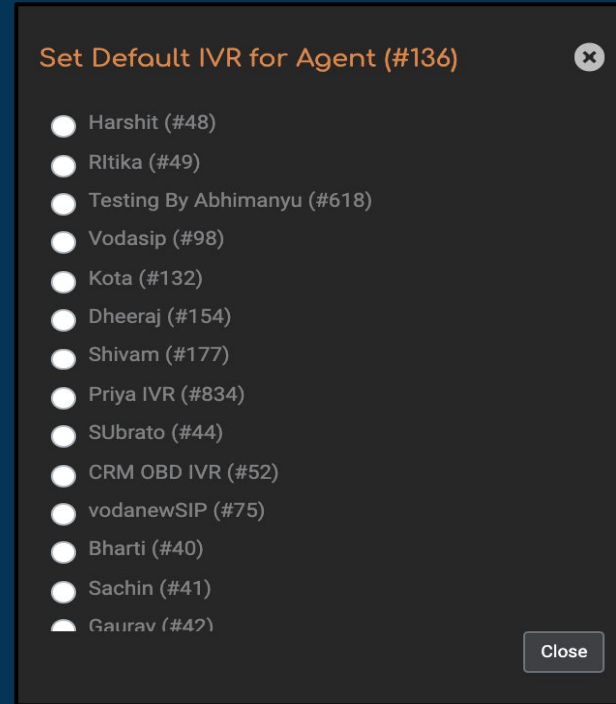 Set Default IVR for Agent (#136)
Harshit (#48)
RItika (#49)
Testing By Abhimanyu (#618)
Vodasip (#98)
Kota (#132)
Dheeraj (#154)
Shivam (#177)
Priya IVR (#834)
SUbrato (#44)
CRM OBD IVR (#52)
vodanewSIP (#75)
Bharti (#40)
Sachin (#41)
Gaurav (#42)
Close